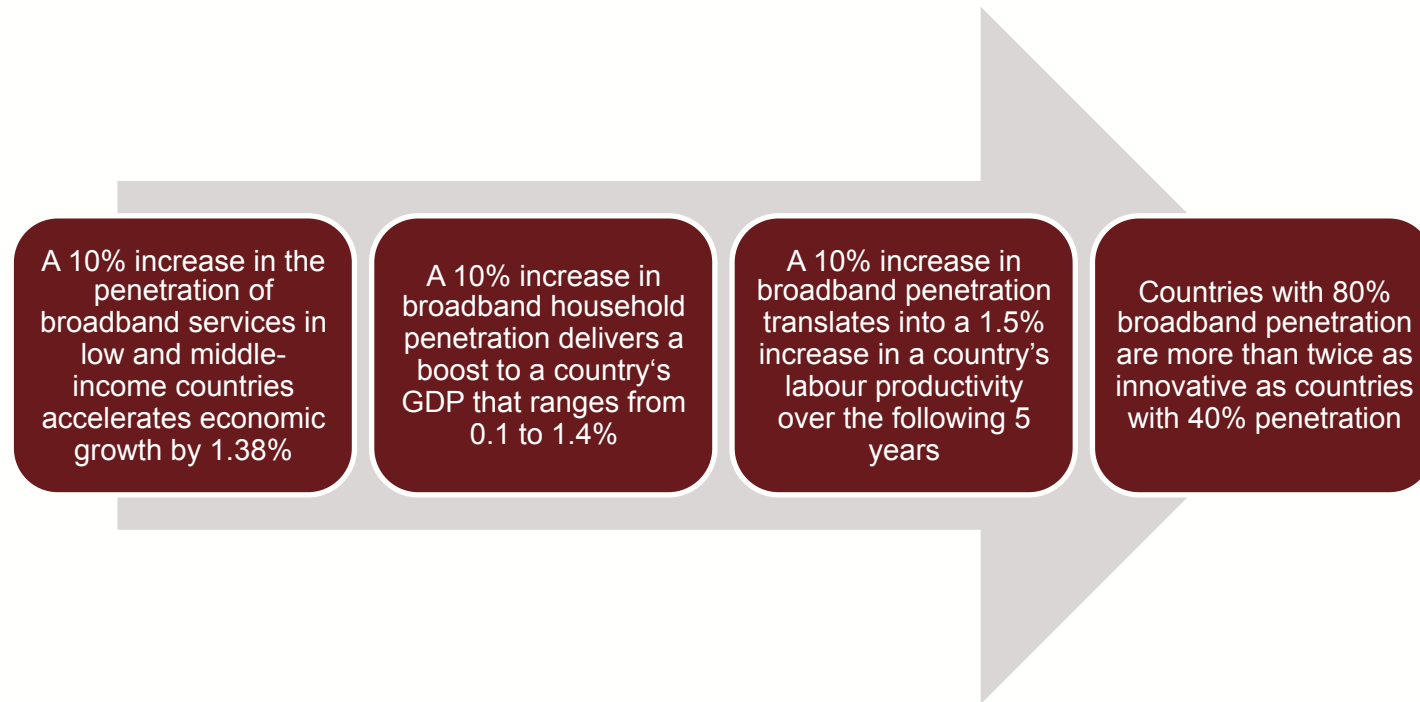 A 10% increase in the
penetration of
broadband services in
low and middle-
income countries
accelerates economic
growth by 1.38%
A 10% increase in
broadband household
penetration delivers a
boost to a country‘s
GDP that ranges from
0.1 to 1.4%
A 10% increase in
broadband penetration
translates into a 1.5%
increase in a country’s
labour productivity
over the following 5
years
Countries with 80%
broadband penetration
are more than twice as
innovative as countries
with 40% penetration